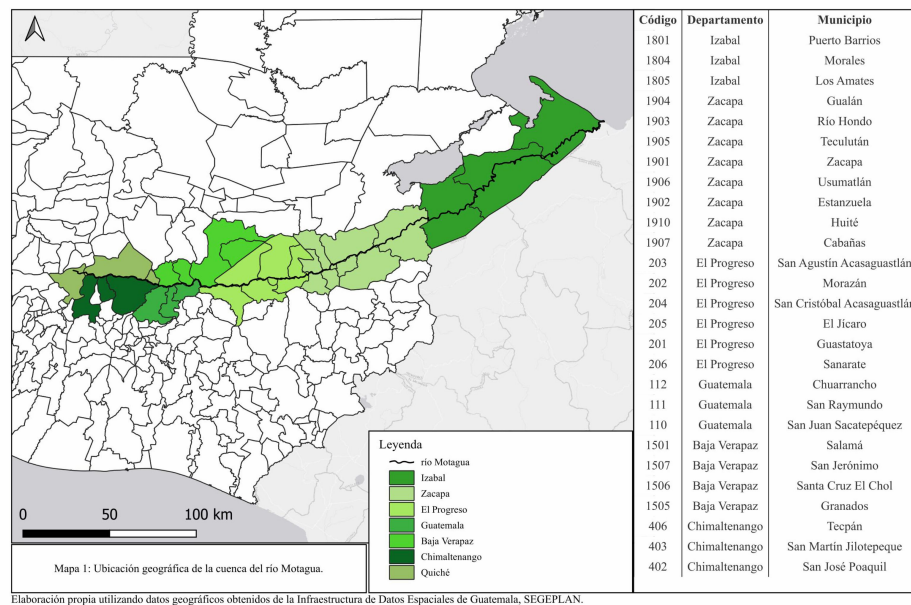 Código Departamento Municipio
1801 Izabal Puerto Barrios
1804 Izabal Morales
1805 Izabal Los Amates
1904 Zacapa Gualán
1903 Zacapa Río Hondo
1905 Zacapa Teculután
1901 Zacapa Zacapa
1906 Zacapa Usumatlán
1902 Zacapa Estanzuela
1910 Zacapa Huité
1907 Zacapa Cabañas
203 El Progreso San Agustín Acasaguastlán
202 El Progreso Morazán
204 El Progreso San Cristóbal Acasaguastlán
205 El Progreso El Jícaro
201 El Progreso Guastatoya
206 El Progreso Sanarate
112 Guatemala Chuarrancho
111 Guatemala San Raymundo
110 Guatemala San Juan Sacatepéquez
1501 Baja Verapaz Salamá
1507 Baja Verapaz San Jerónimo
1506 Baja Verapaz Santa Cruz El Chol
1505 Baja Verapaz Granados
406 Chimaltenango Tecpán
403 Chimaltenango San Martín Jilotepeque
402 Chimaltenango San José Poaquil
Leyenda
río Motagua
Izabal
Zacapa
El Progreso
Guatemala
Baja Verapaz
Chimaltenango
Quiché
0 50 100 km
Mapa 1: Ubicación geográfica de la cuenca del río Motagua.
Elaboración propia utilizando datos geográficos obtenidos de la Infraestructura de Datos Espaciales de Guatemala, SEGEPLAN.